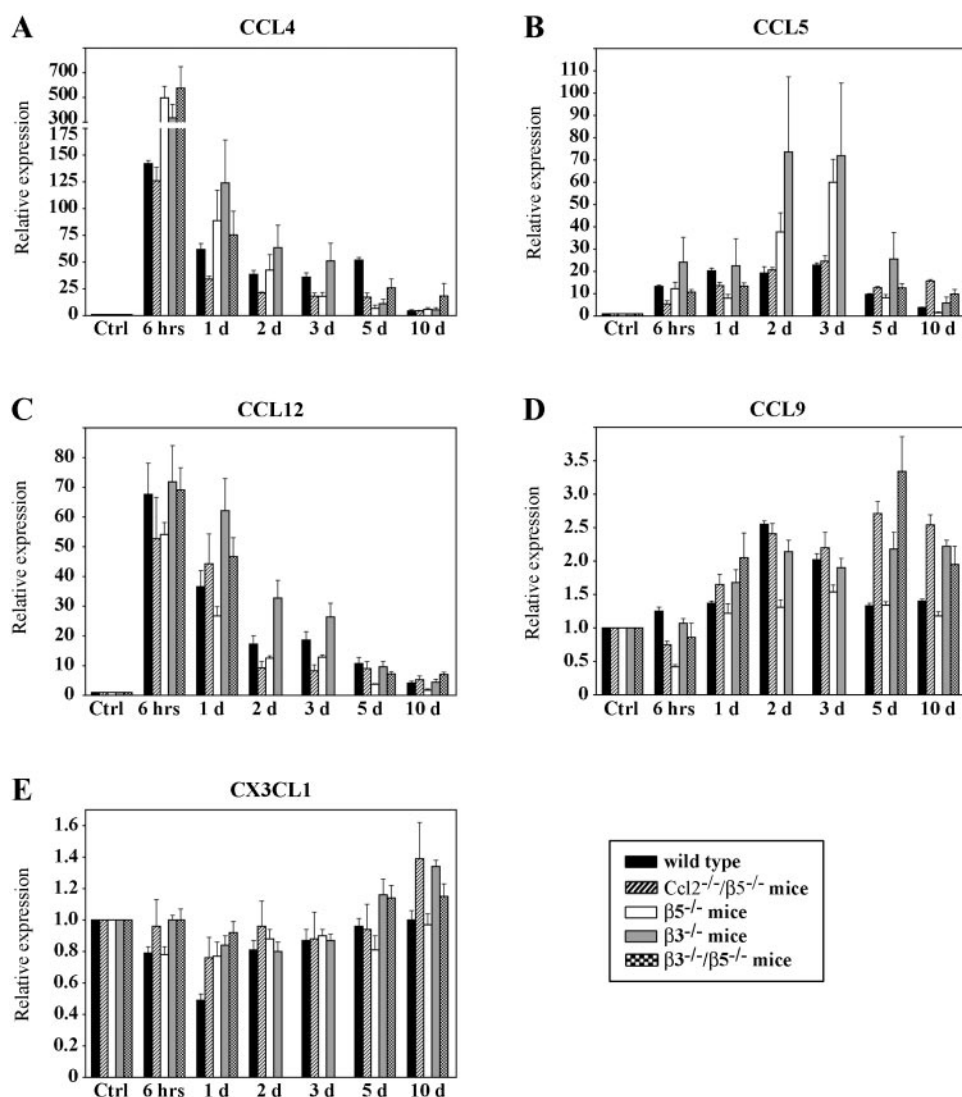 A
CCL4
Relative expression
700
500
300
175
150
125
100
75
50
25
0
Ctrl 6 hrs 1 d 2 d 3 d 5 d 10 d
B
CCL5
Relative expression
110
100
90
80
70
60
50
40
30
20
10
0
Ctrl 6 hrs 1 d 2 d 3 d 5 d 10 d
C
CCL12
Relative expression
80
70
60
50
40
30
20
10
0
Ctrl 6 hrs 1 d 2 d 3 d 5 d 10 d
D
CCL9
Relative expression
3.5
3.0
2.5
2.0
1.5
1.0
0.5
0
Ctrl 6 hrs 1 d 2 d 3 d 5 d 10 d
E
CX3CL1
Relative expression
1.6
1.4
1.2
1.0
0.8
0.6
0.4
0.2
0
Ctrl 6 hrs 1 d 2 d 3 d 5 d 10 d
wild type
Ccl2-/-/β5-/- mice
β5-/- mice
β3-/- mice
β3-/-/β5-/- mice